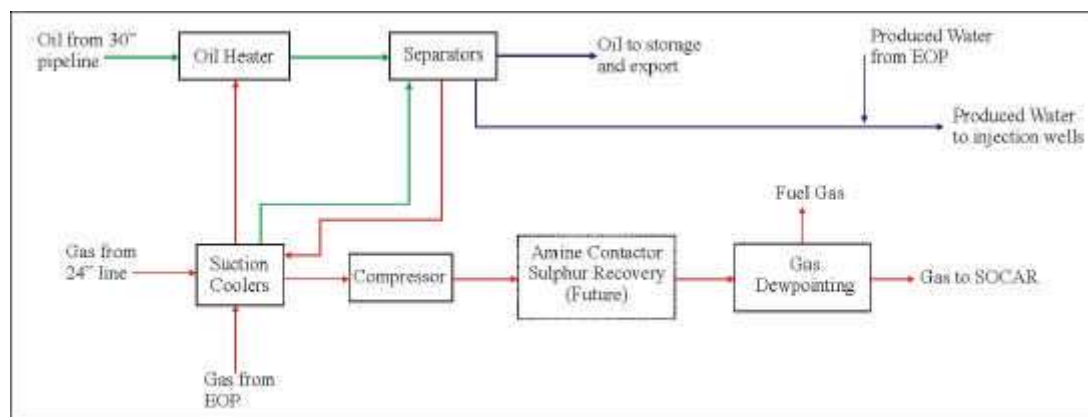 Oil from 30"
pipeline
Oil Heater
Separators
Oil to storage
and export
Produced Water
from EOP
Produced Water
to injection wells
Fuel Gas
Gas from
24" line
Suction
Coolers
Compressor
Amine Contactor
Sulphur Recovery
(Future)
Gas
Dewpointing
Gas to SOCAR
Gas from
EOP